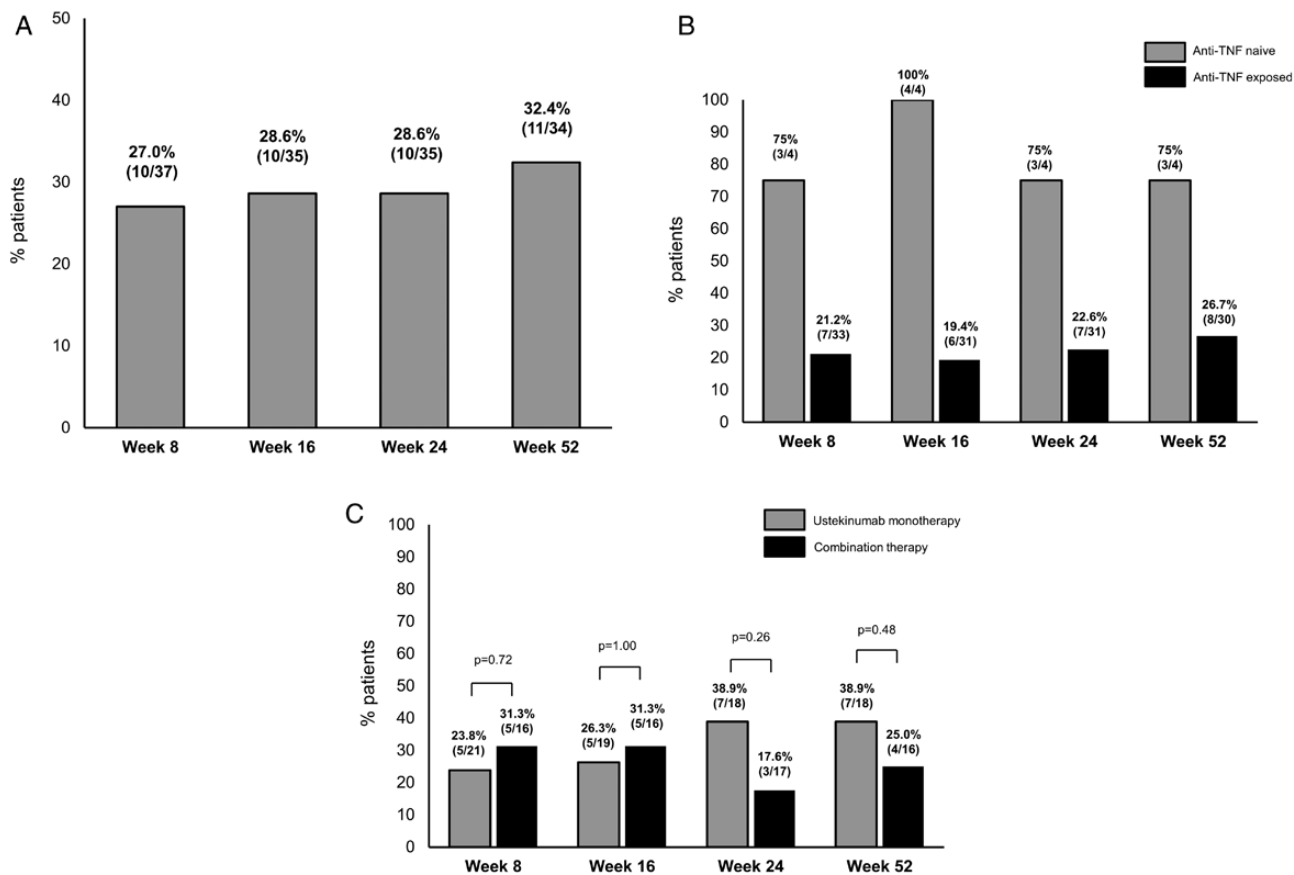 A
50
40
30
20
10
0
% patients
27.0%
(10/37)
28.6%
(10/35)
28.6%
(10/35)
32.4%
(11/34)
Week 8
Week 16
Week 24
Week 52
B
Anti-TNF naive
Anti-TNF exposed
100
90
80
70
60
50
40
30
20
10
0
% patients
75%
(3/4)
21.2%
(7/33)
100%
(4/4)
19.4%
(6/31)
75%
(3/4)
22.6%
(7/31)
75%
(3/4)
26.7%
(8/30)
Week 8
Week 16
Week 24
Week 52
C
Ustekinumab monotherapy
Combination therapy
100
90
80
70
60
50
40
30
20
10
0
% patients
p=0.72
23.8%
(5/21)
31.3%
(5/16)
p=1.00
26.3%
(5/19)
31.3%
(5/16)
p=0.26
38.9%
(7/18)
17.6%
(3/17)
p=0.48
38.9%
(7/18)
25.0%
(4/16)
Week 8
Week 16
Week 24
Week 52